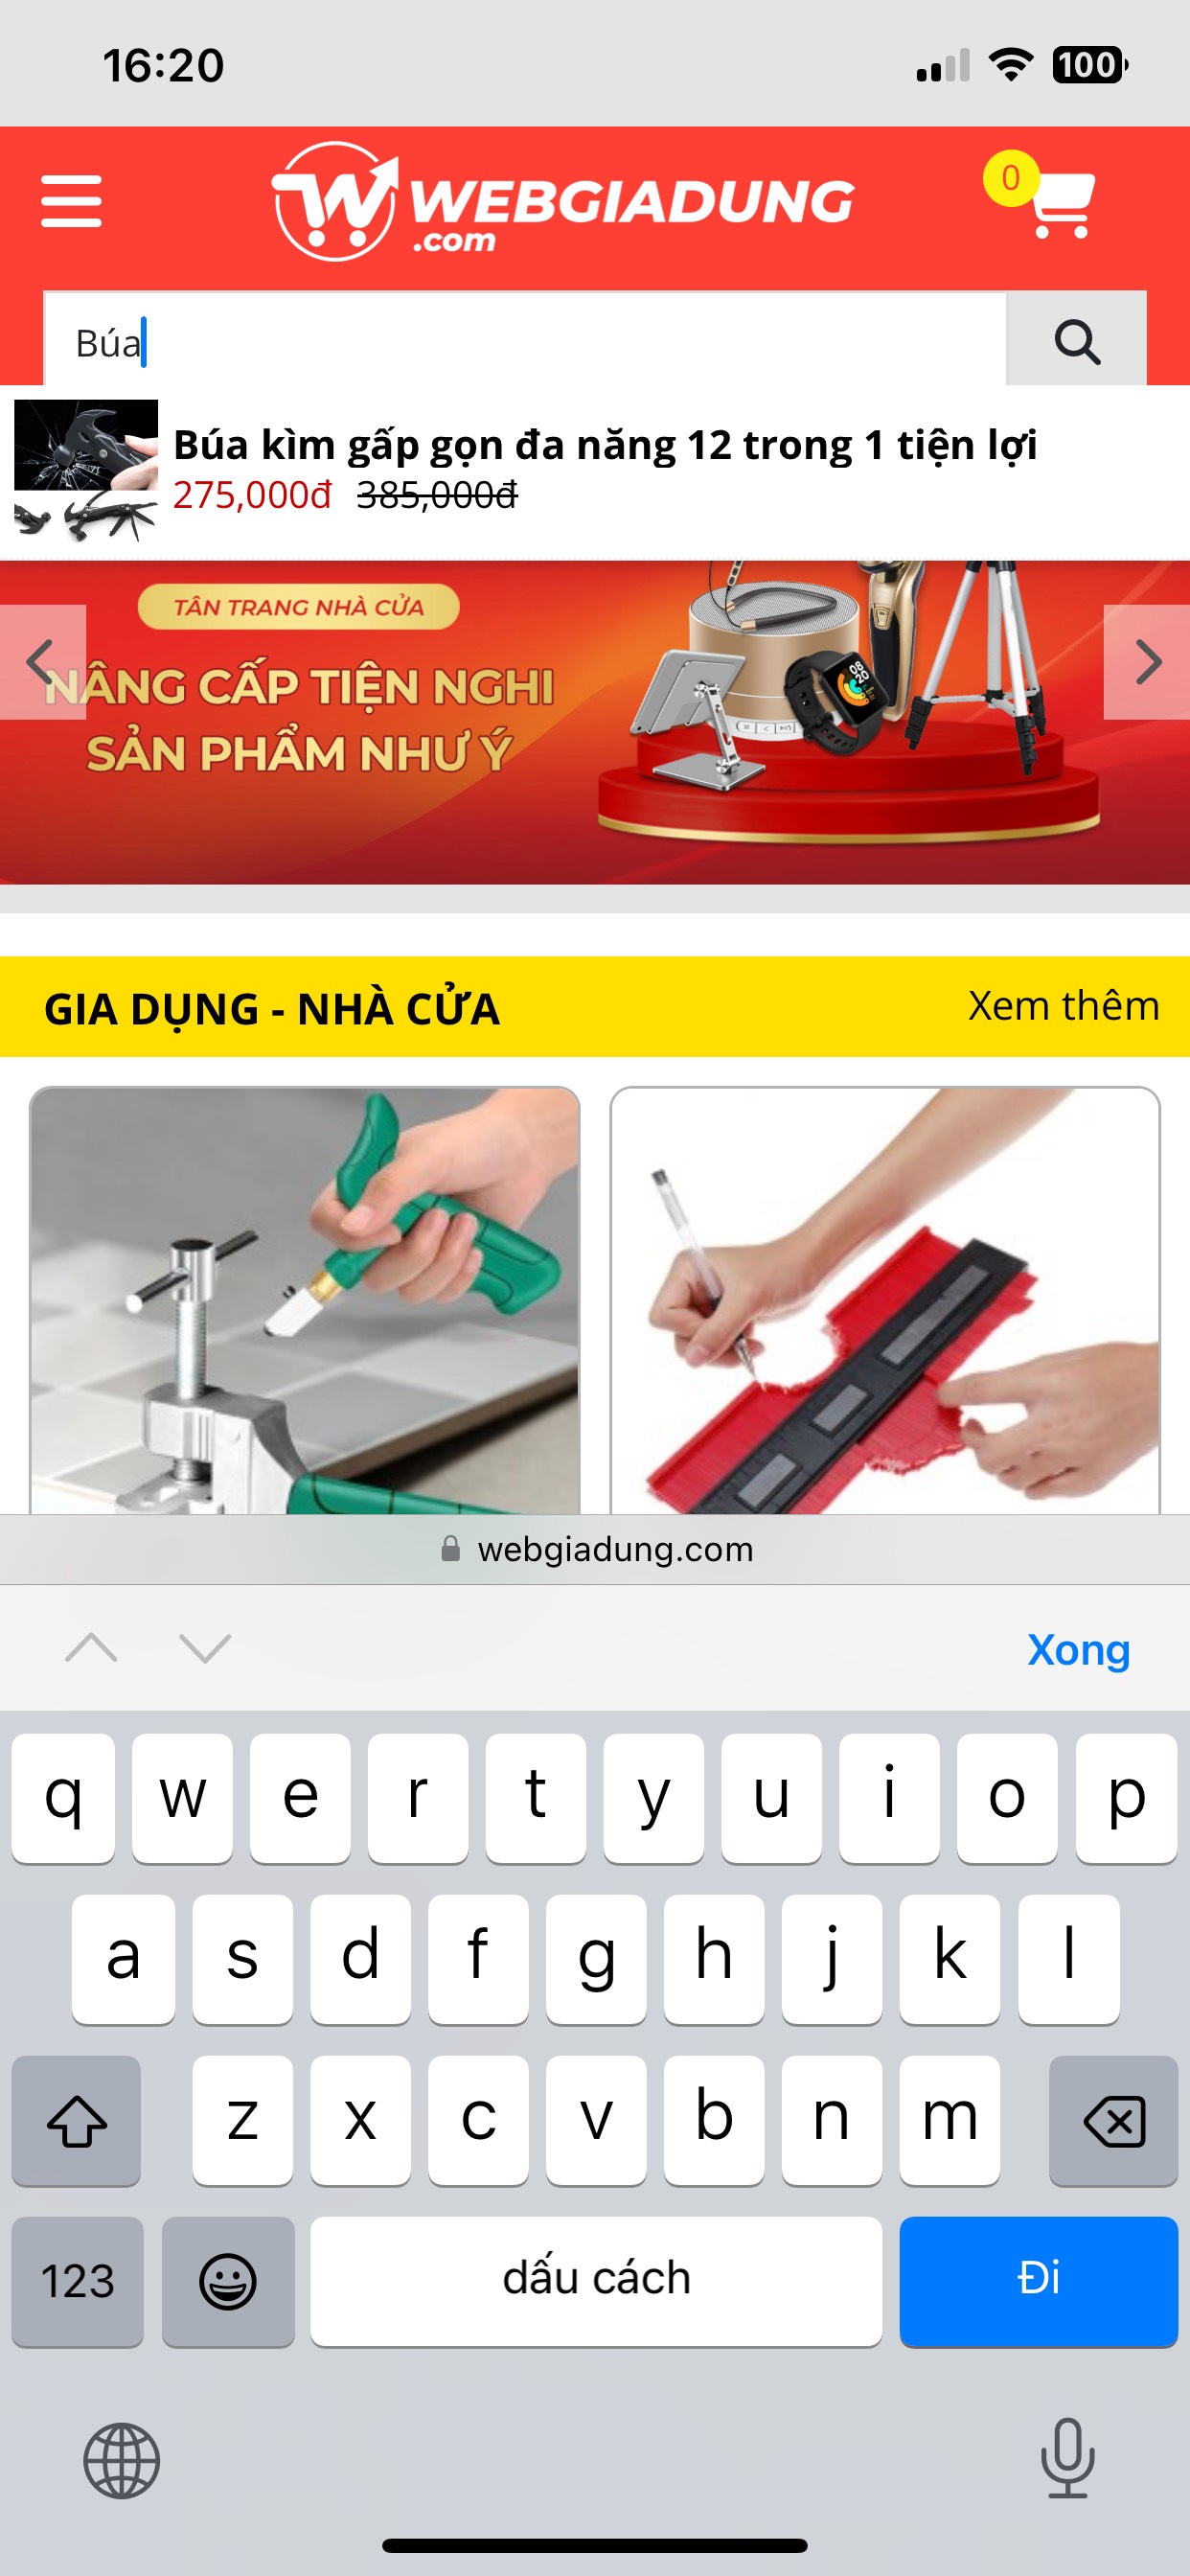 16:20
100
WEBGIADUNG
.com
0
Búa
Búa kìm gấp gọn đa năng 12 trong 1 tiện lợi
275,000đ 385,000đ
TÂN TRANG NHÀ CỬA
NÂNG CẤP TIỆN NGHI
SẢN PHẨM NHƯ Ý
08
20
GIA DỤNG - NHÀ CỬA
Xem thêm
webgiadung.com
Xong
q w e r t y u i o p
a s d f g h j k l
z x c v b n m
123 dấu cách Đi